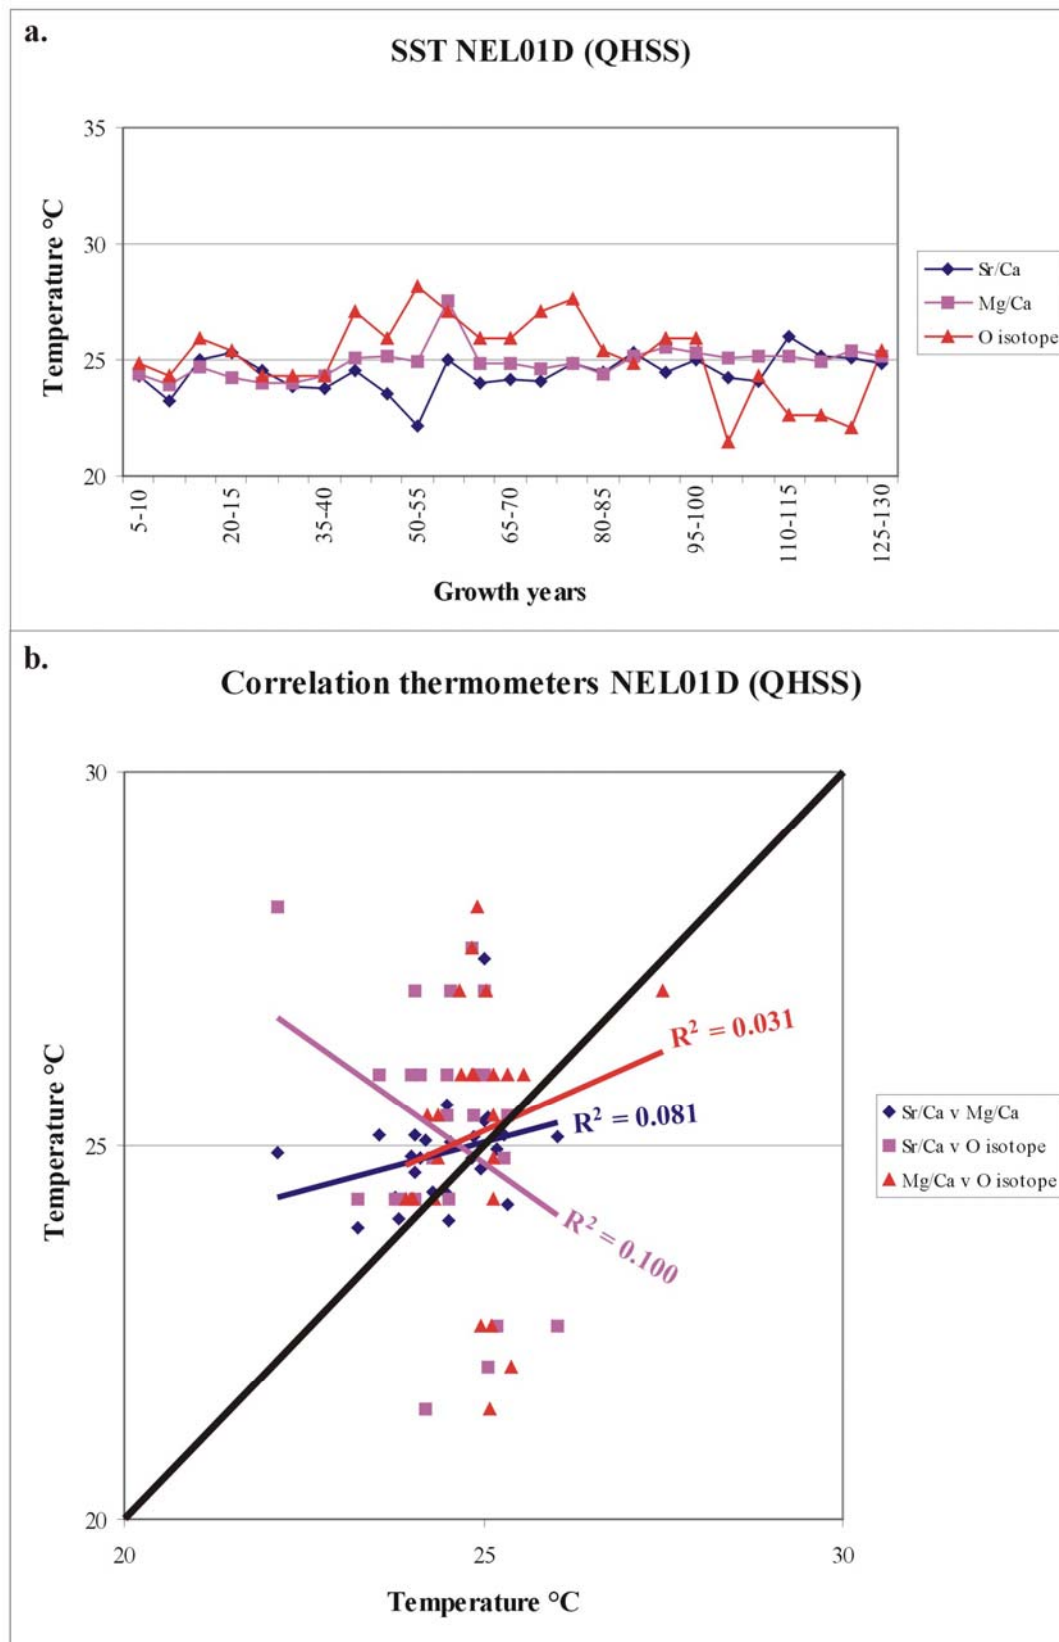 a.
SST NEL01D (QHSS)
35
30
25
20
Temperature °C
5-10
20-15
35-40
50-55
65-70
80-85
95-100
110-115
125-130
Growth years
Sr/Ca
Mg/Ca
O isotope
b.
Correlation thermometers NEL01D (QHSS)
30
25
20
Temperature °C
R² = 0.031
R² = 0.081
R² = 0.100
20
25
30
Temperature °C
Sr/Ca v Mg/Ca
Sr/Ca v O isotope
Mg/Ca v O isotope